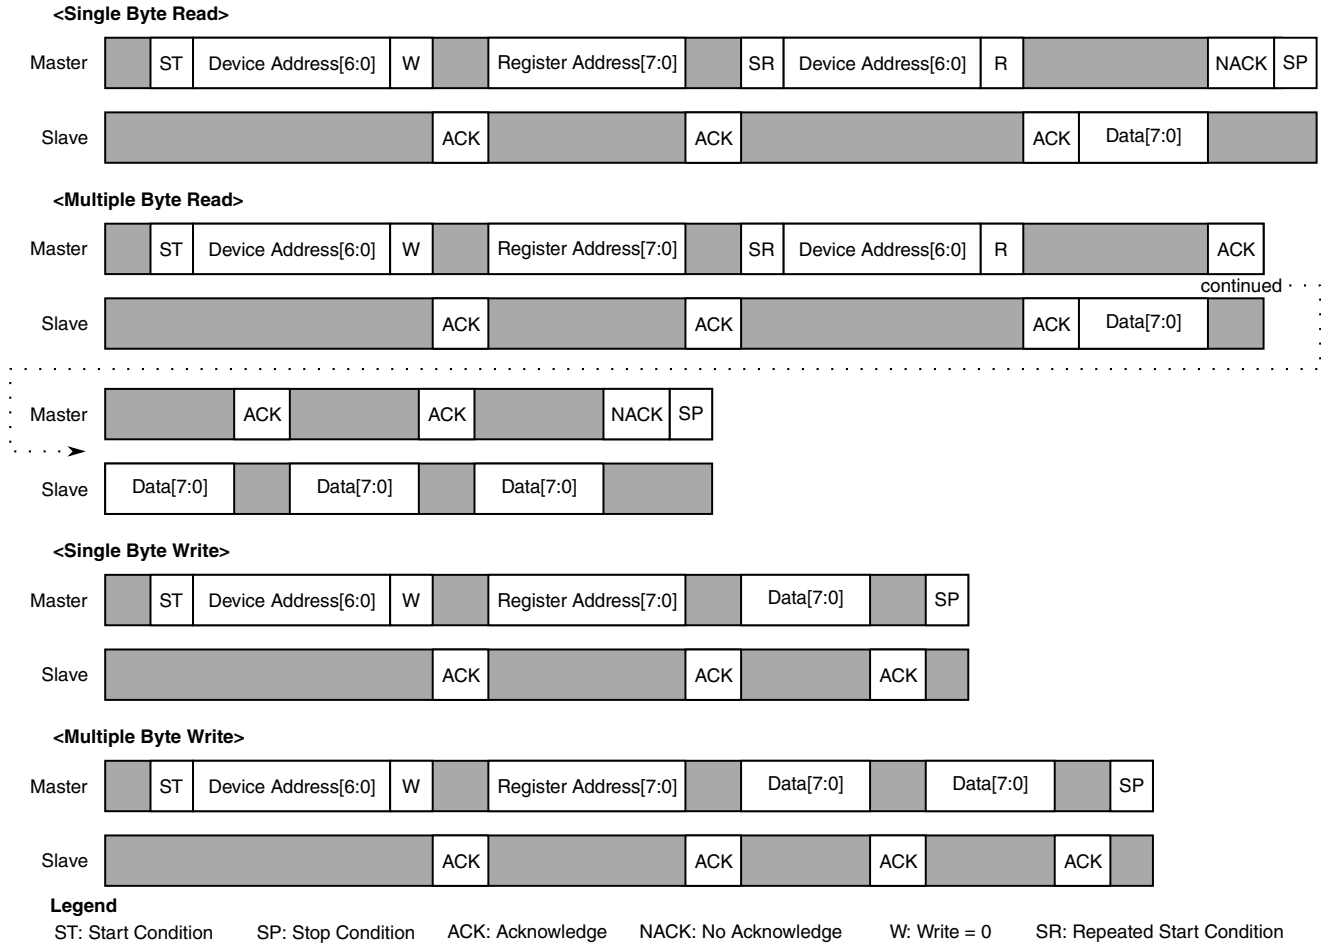 <Single Byte Read>
Master ST Device Address[6:0] W Register Address[7:0] SR Device Address[6:0] R NACK SP
Slave ACK ACK ACK Data[7:0]
<Multiple Byte Read>
Master ST Device Address[6:0] W Register Address[7:0] SR Device Address[6:0] R ACK
continued
Slave ACK ACK ACK Data[7:0]
Master ACK ACK NACK SP
Slave Data[7:0] Data[7:0] Data[7:0]
<Single Byte Write>
Master ST Device Address[6:0] W Register Address[7:0] Data[7:0] SP
Slave ACK ACK ACK
<Multiple Byte Write>
Master ST Device Address[6:0] W Register Address[7:0] Data[7:0] Data[7:0] SP
Slave ACK ACK ACK ACK
Legend
ST: Start Condition SP: Stop Condition ACK: Acknowledge NACK: No Acknowledge W: Write = 0 SR: Repeated Start Condition